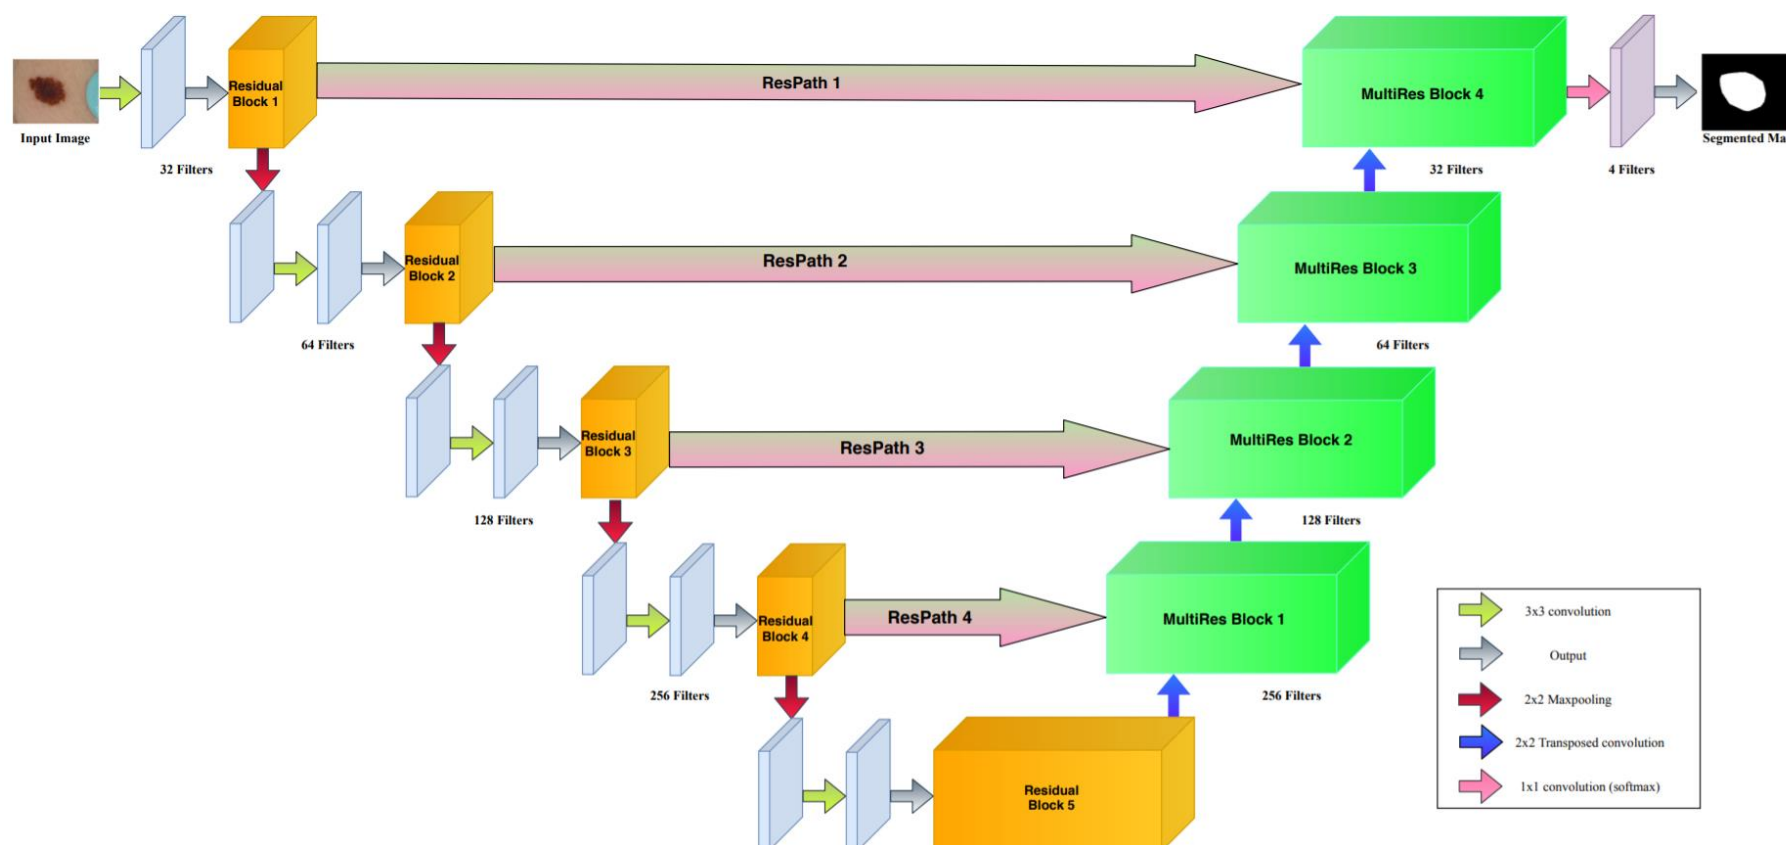 Input Image
32 Filters
Residual
Block 1
ResPath 1
MultiRes Block 4
32 Filters
4 Filters
Segmented Ma
64 Filters
Residual
Block 2
ResPath 2
MultiRes Block 3
64 Filters
128 Filters
Residual
Block 3
ResPath 3
MultiRes Block 2
128 Filters
256 Filters
Residual
Block 4
ResPath 4
MultiRes Block 1
256 Filters
Residual
Block 5
3x3 convolution
Output
2x2 Maxpooling
2x2 Transposed convolution
1x1 convolution (softmax)